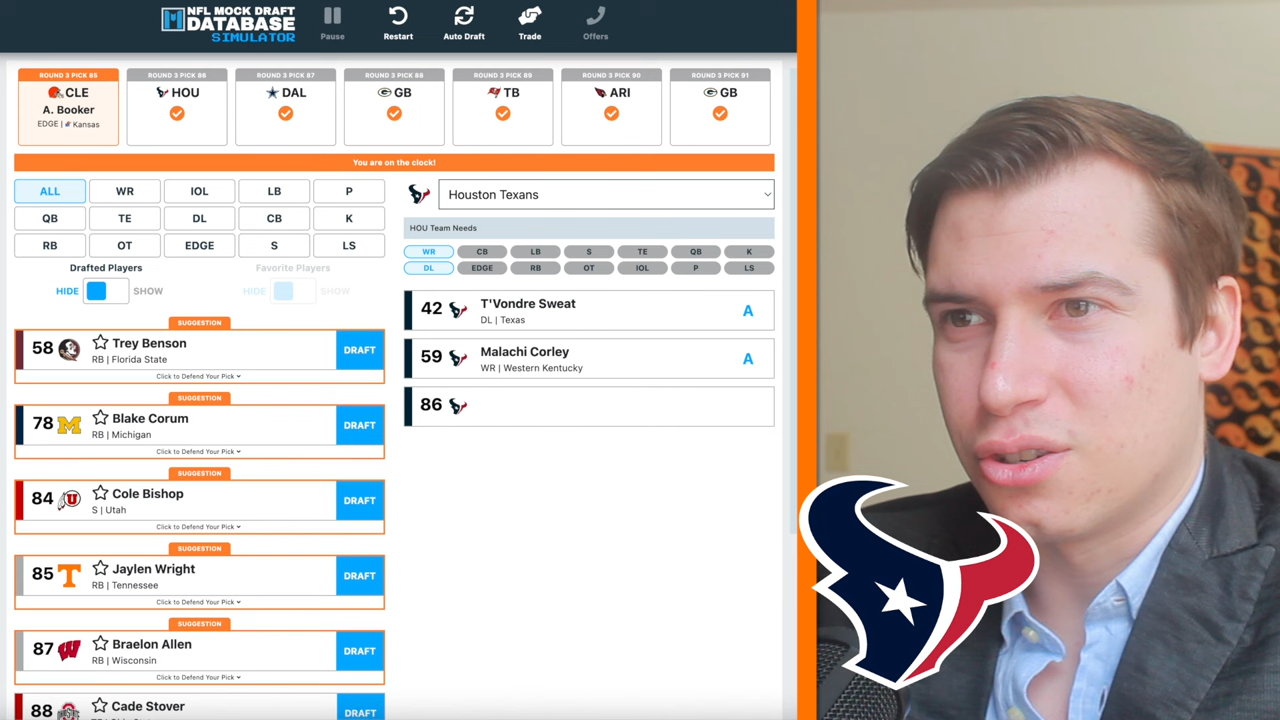 NFL MOCK DRAFT
DATABASE
SIMULATOR
Pause
Restart
Auto Draft
Trade
Offers
ROUND 3 PICK 85
CLE
A. Booker
EDGE | Kansas
ROUND 3 PICK 86
HOU
ROUND 3 PICK 87
DAL
ROUND 3 PICK 88
GB
ROUND 3 PICK 89
TB
ROUND 3 PICK 90
ARI
ROUND 3 PICK 91
GB
You are on the clock!
ALL WR IOL LB P
QB TE DL CB K
RB OT EDGE S LS
Drafted Players
HIDE SHOW
Favorite Players
HIDE SHOW
SUGGESTION
58 Trey Benson
RB | Florida State
DRAFT
Click to Defend Your Pick
SUGGESTION
78 Blake Corum
RB | Michigan
DRAFT
Click to Defend Your Pick
SUGGESTION
84 Cole Bishop
S | Utah
DRAFT
Click to Defend Your Pick
SUGGESTION
85 Jaylen Wright
RB | Tennessee
DRAFT
Click to Defend Your Pick
SUGGESTION
87 Braelon Allen
RB | Wisconsin
DRAFT
Click to Defend Your Pick
SUGGESTION
88 Cade Stover
DRAFT
Houston Texans
HOU Team Needs
WR CB LB S TE QB K
DL EDGE RB OT IOL P LS
42 T'Vondre Sweat
DL | Texas
A
59 Malachi Corley
WR | Western Kentucky
A
86